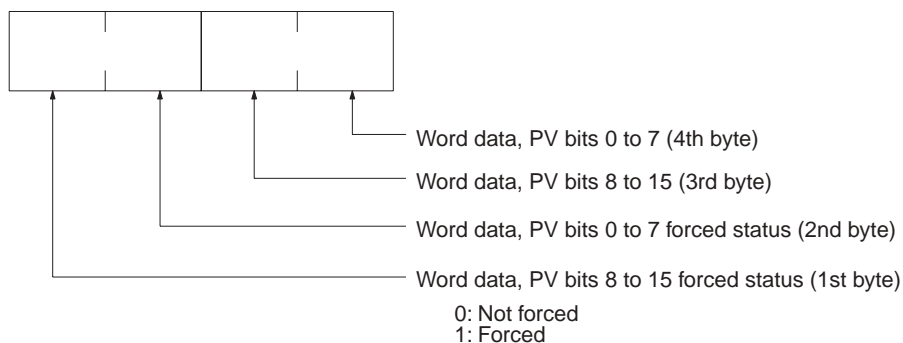 Word data, PV bits 0 to 7 (4th byte)
Word data, PV bits 8 to 15 (3rd byte)
Word data, PV bits 0 to 7 forced status (2nd byte)
Word data, PV bits 8 to 15 forced status (1st byte)
0: Not forced
1: Forced